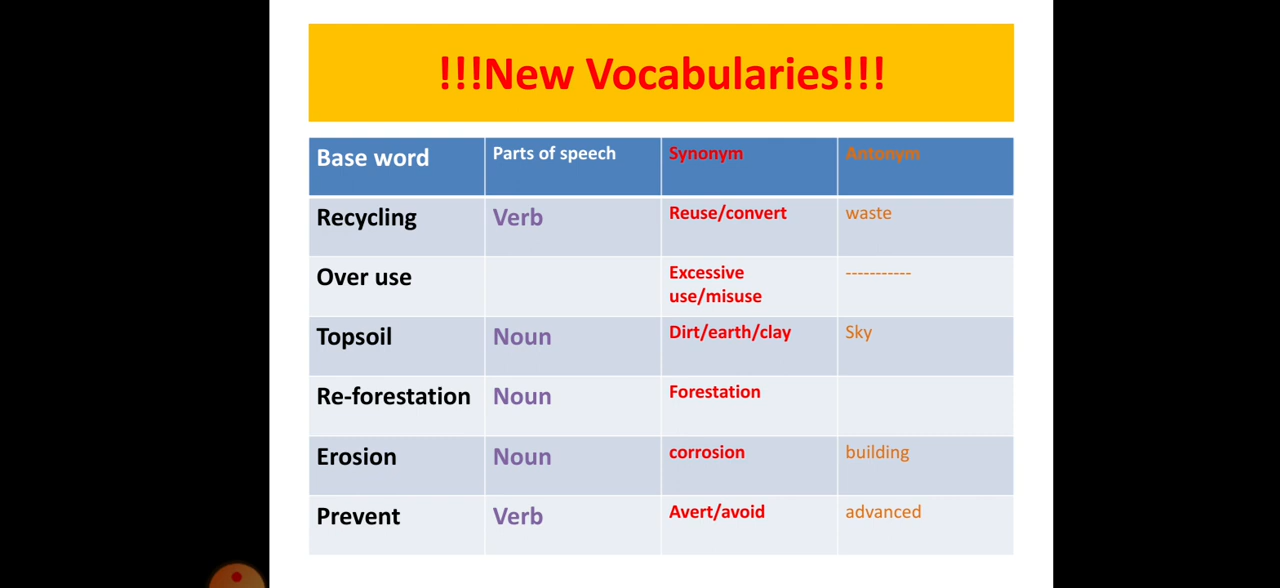 !!!New Vocabularies!!!
Base word Parts of speech Synonym Antonym
Recycling Verb Reuse/convert waste
Over use Excessive -----------
use/misuse
Topsoil Noun Dirt/earth/clay Sky
Re-forestation Noun Forestation
Erosion Noun corrosion building
Prevent Verb Avert/avoid advanced